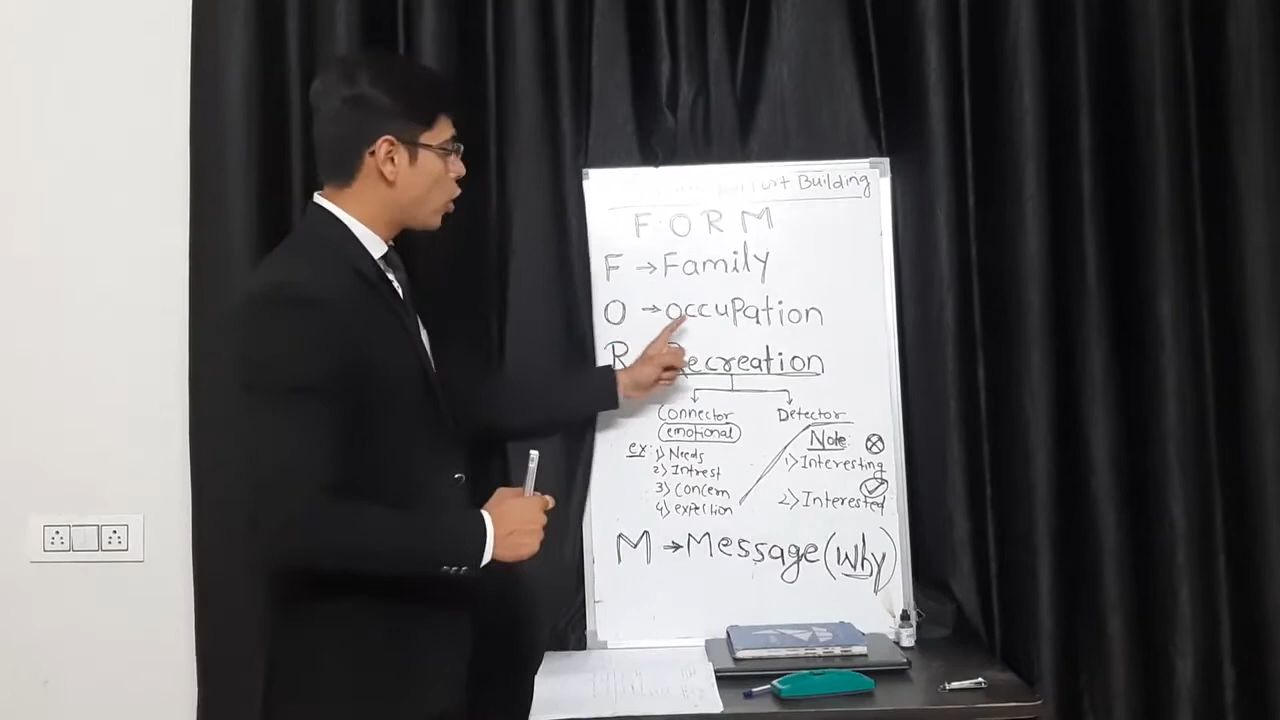 Building
F O R M
F → Family
O → occupation
R Recreation
Connector
emotional
ex: 1) Needs
2) Intrest
3) Concern
4) expection
Detector
Note:
1) Interesting
2) Interested
M → Message (why)